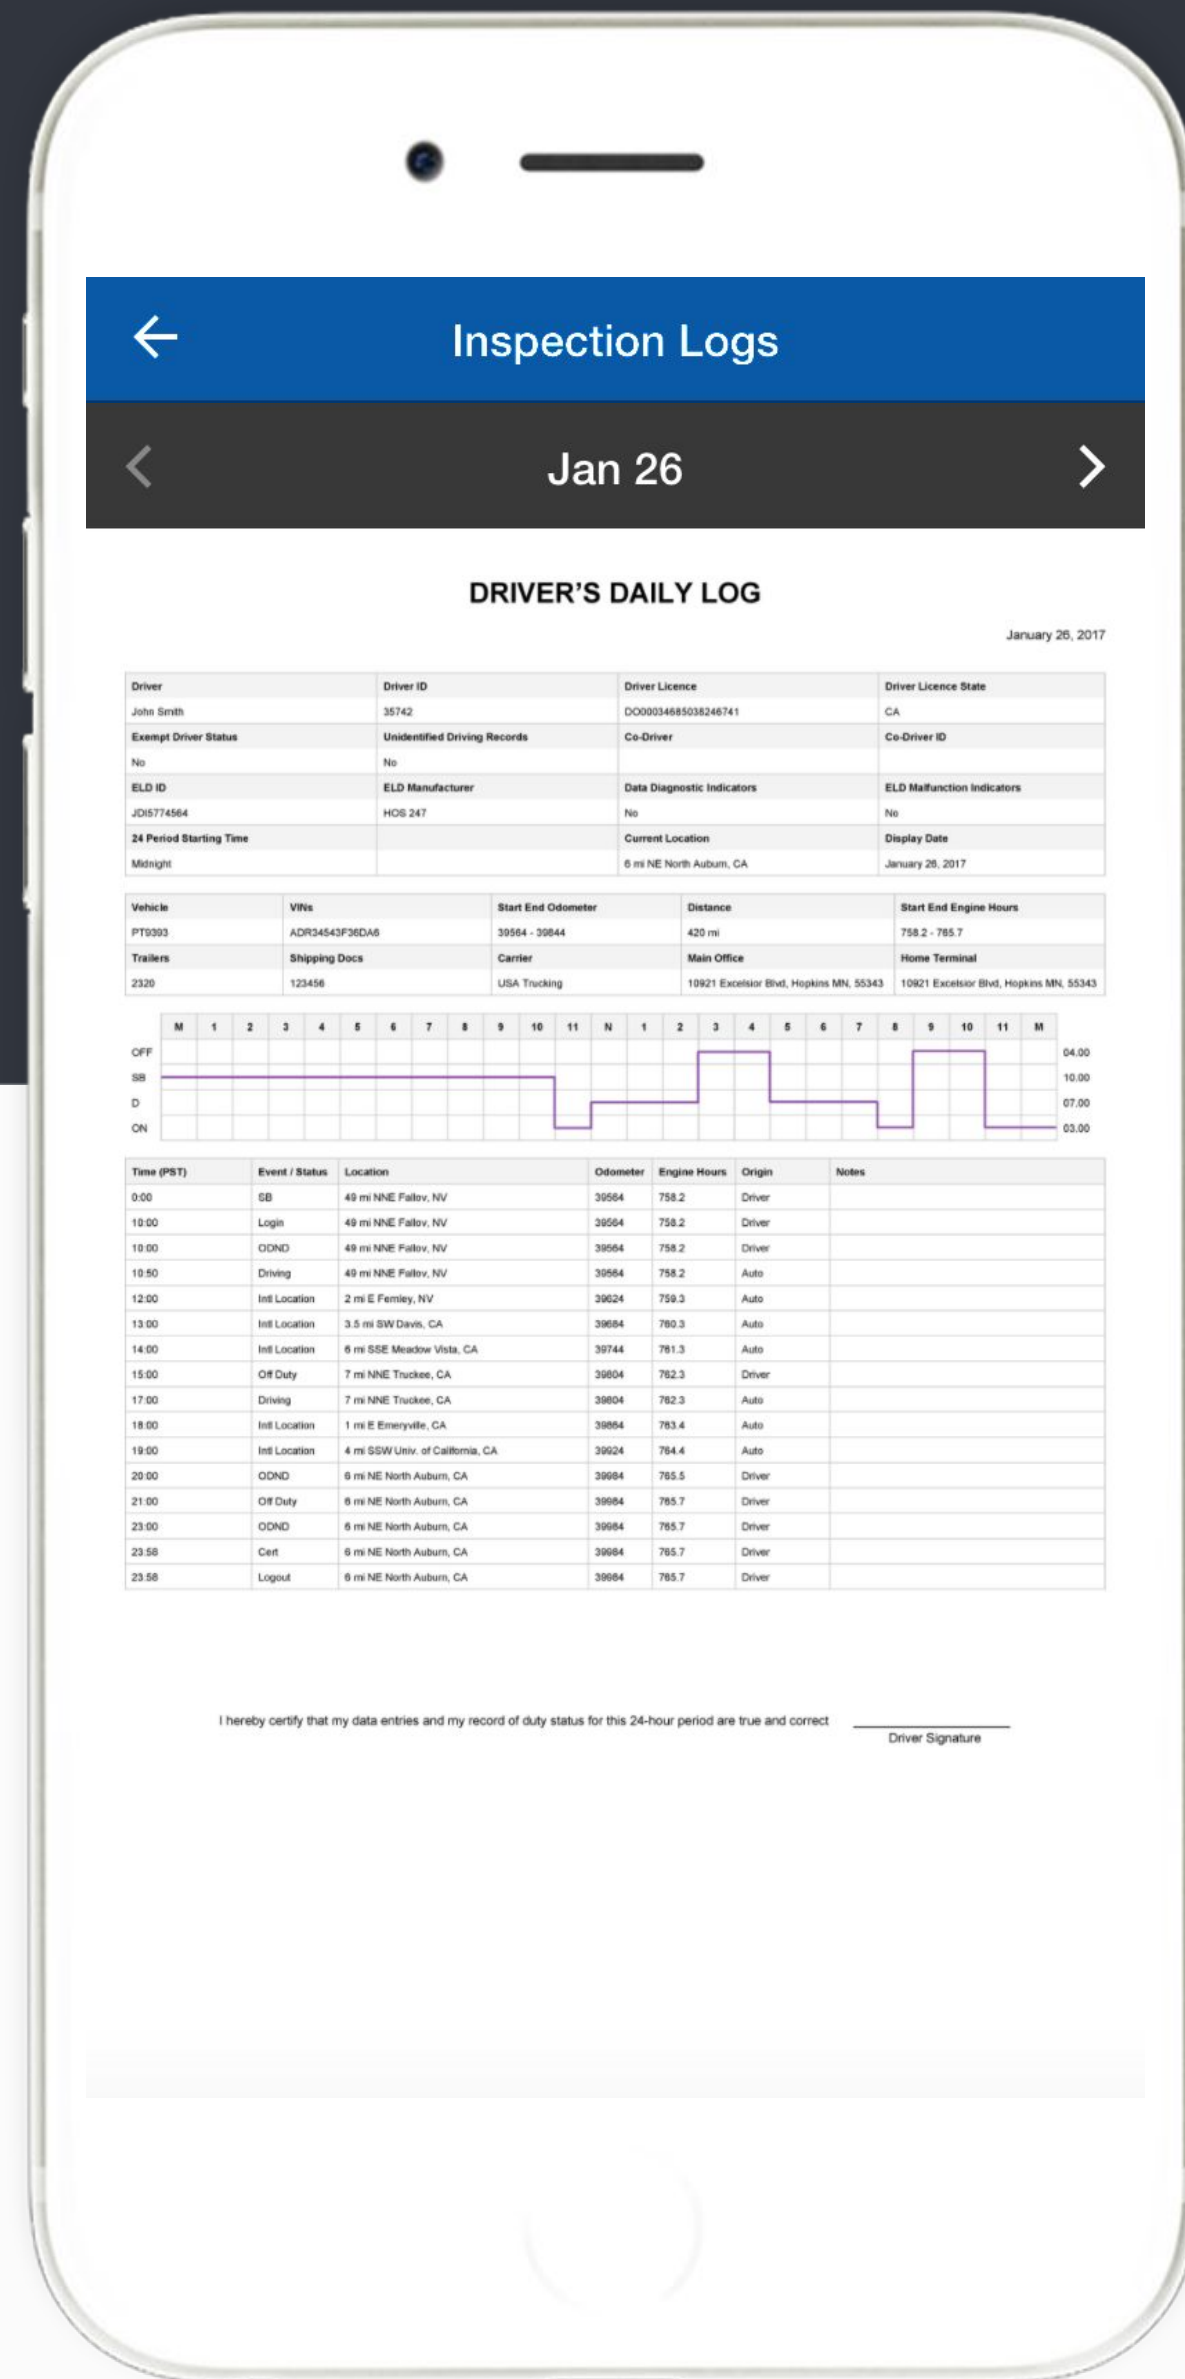 Inspection Logs
Jan 26
DRIVER'S DAILY LOG
January 26, 2017
Driver Driver ID Driver Licence Driver Licence State
John Smith 35742 DO00034685038246741 CA
Exempt Driver Status Unidentified Driving Records Co-Driver Co-Driver ID
No No
ELD ID ELD Manufacturer Data Diagnostic Indicators ELD Malfunction Indicators
JDI5774564 HOS 247 No No
24 Period Starting Time Current Location Display Date
Midnight 6 mi NE North Auburn, CA January 26, 2017
Vehicle VINs Start End Odometer Distance Start End Engine Hours
PT9393 ADR34543F36DA6 39564 - 39844 420 mi 758.2 - 765.7
Trailers Shipping Docs Carrier Main Office Home Terminal
2320 123456 USA Trucking 10921 Excelsior Blvd, Hopkins MN, 55343 10921 Excelsior Blvd, Hopkins MN, 55343
M 1 2 3 4 5 6 7 8 9 10 11 N 1 2 3 4 5 6 7 8 9 10 11 M
OFF 04.00
SB 10.00
D 07.00
ON 03.00
Time (PST) Event / Status Location Odometer Engine Hours Origin Notes
0:00 SB 49 mi NNE Fallov, NV 39564 758.2 Driver
10:00 Login 49 mi NNE Fallov, NV 39564 758.2 Driver
10:00 ODND 49 mi NNE Fallov, NV 39564 758.2 Driver
10:50 Driving 49 mi NNE Fallov, NV 39564 758.2 Auto
12:00 Intl Location 2 mi E Fernley, NV 39624 759.3 Auto
13:00 Intl Location 3.5 mi SW Davis, CA 39684 760.3 Auto
14:00 Intl Location 6 mi SSE Meadow Vista, CA 39744 761.3 Auto
15:00 Off Duty 7 mi NNE Truckee, CA 39804 762.3 Driver
17:00 Driving 7 mi NNE Truckee, CA 39804 762.3 Auto
18:00 Intl Location 1 mi E Emeryville, CA 39864 763.4 Auto
19:00 Intl Location 4 mi SSW Univ. of California, CA 39924 764.4 Auto
20:00 ODND 6 mi NE North Auburn, CA 39984 765.5 Driver
21:00 Off Duty 6 mi NE North Auburn, CA 39984 765.7 Driver
23:00 ODND 6 mi NE North Auburn, CA 39984 765.7 Driver
23:58 Cert 6 mi NE North Auburn, CA 39984 765.7 Driver
23:58 Logout 6 mi NE North Auburn, CA 39984 765.7 Driver
I hereby certify that my data entries and my record of duty status for this 24-hour period are true and correct
Driver Signature